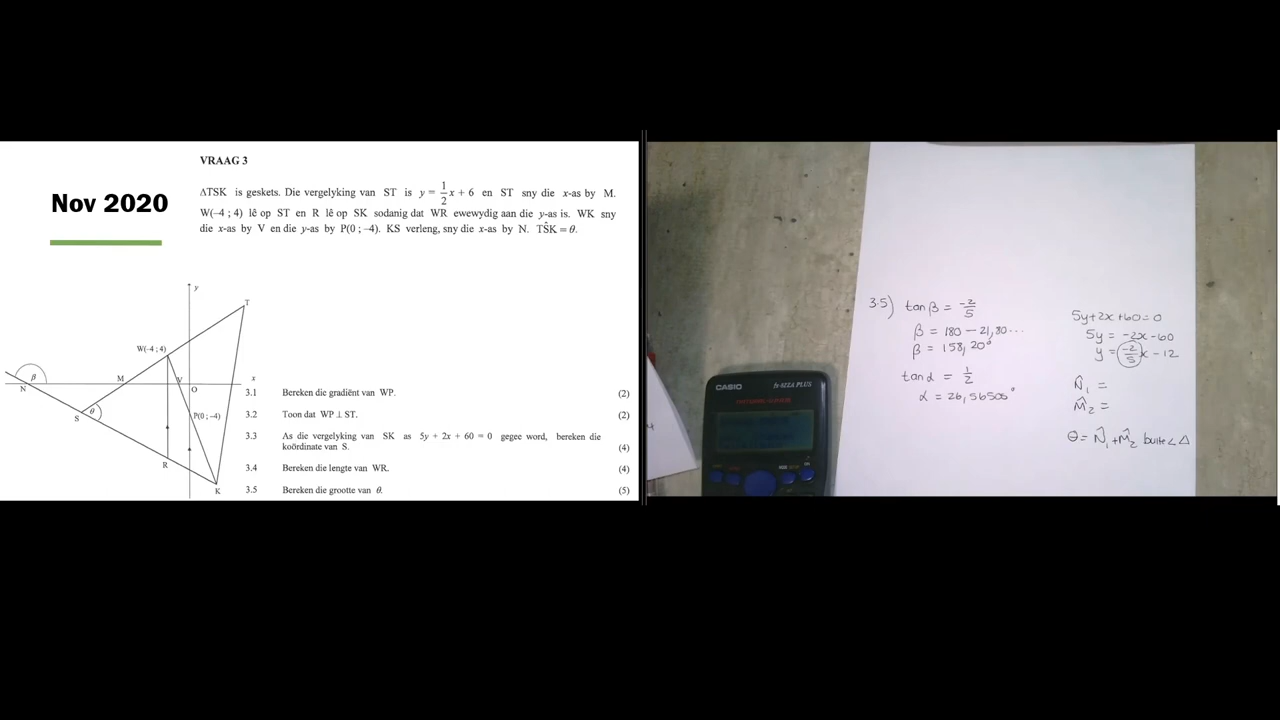 VRAAG 3
Nov 2020
ΔTSK is geskets. Die vergelyking van ST is y = 1/2 x + 6 en ST sny die x-as by M.
W(–4 ; 4) lê op ST en R lê op SK sodanig dat WR ewewydig aan die y-as is. WK sny
die x-as by V en die y-as by P(0 ; –4). KS verleng, sny die x-as by N. TŜK = θ.
y
T
W(-4 ; 4)
β
M
V
x
N
O
S
θ
P(0 ; –4)
R
K
3.1 Bereken die gradiënt van WP. (2)
3.2 Toon dat WP ⊥ ST. (2)
3.3 As die vergelyking van SK as 5y + 2x + 60 = 0 gegee word, bereken die
koördinate van S. (4)
3.4 Bereken die lengte van WR. (4)
3.5 Bereken die grootte van θ. (5)
3.5) tan β = -2/5
β = 180 - 21,80...
β = 158,20°
tan α = 1/2
α = 26,56505°
5y+2x+60=0
5y = -2x-60
y = -2/5 x - 12
N̂1 =
M̂2 =
θ = N̂1 + M̂2 buite∠ Δ
CASIO
fx-82ZA PLUS